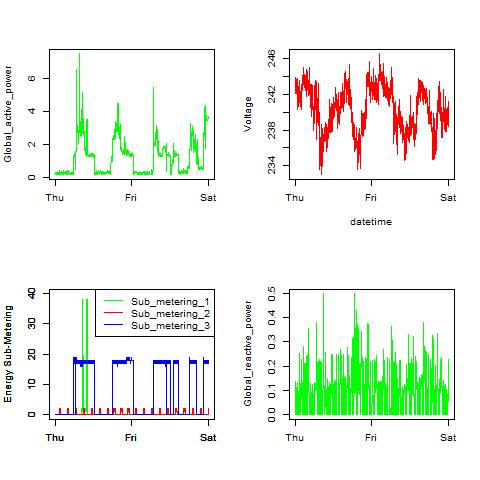 Global_active_power
0 2 4 6
Thu Fri Sat
Voltage
234 238 242 246
Thu Fri Sat
datetime
Energy Sub-Metering
0 10 20 30 40
Sub_metering_1
Sub_metering_2
Sub_metering_3
Thu Fri Sat
Global_reactive_power
0.0 0.1 0.2 0.3 0.4 0.5
Thu Fri Sat